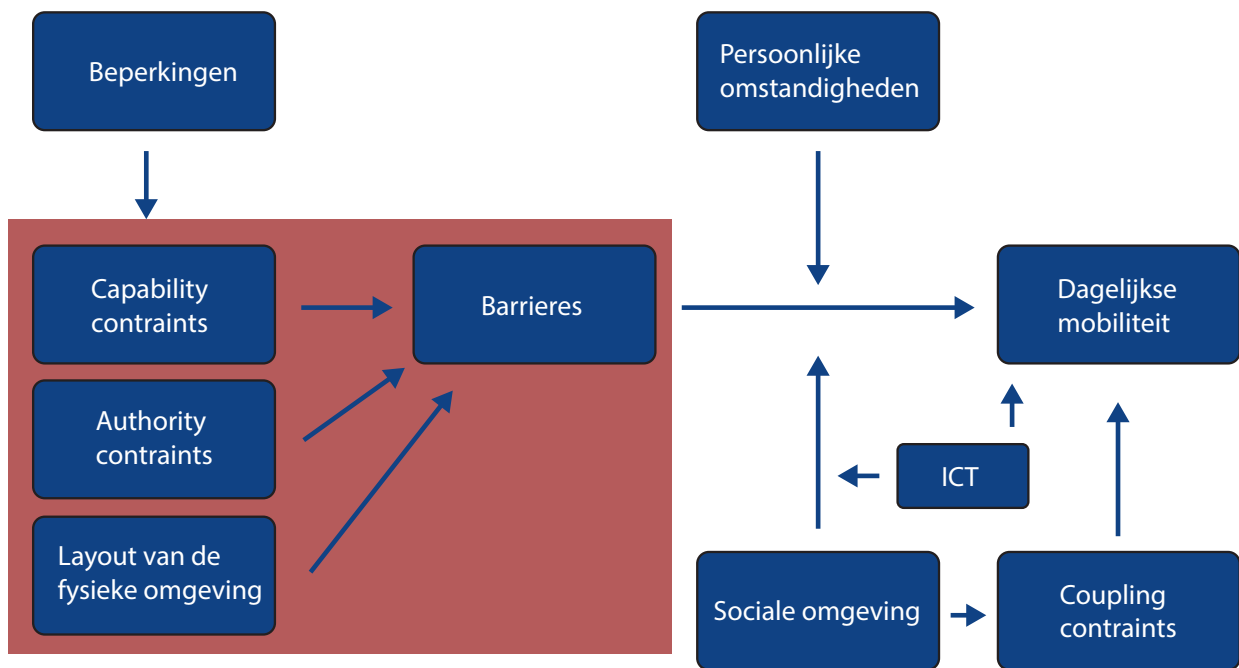 Beperkingen
Persoonlijke
omstandigheden
Capability
contraints
Barrieres
Dagelijkse
mobiliteit
Authority
contraints
ICT
Layout van de
fysieke omgeving
Sociale omgeving
Coupling
contraints